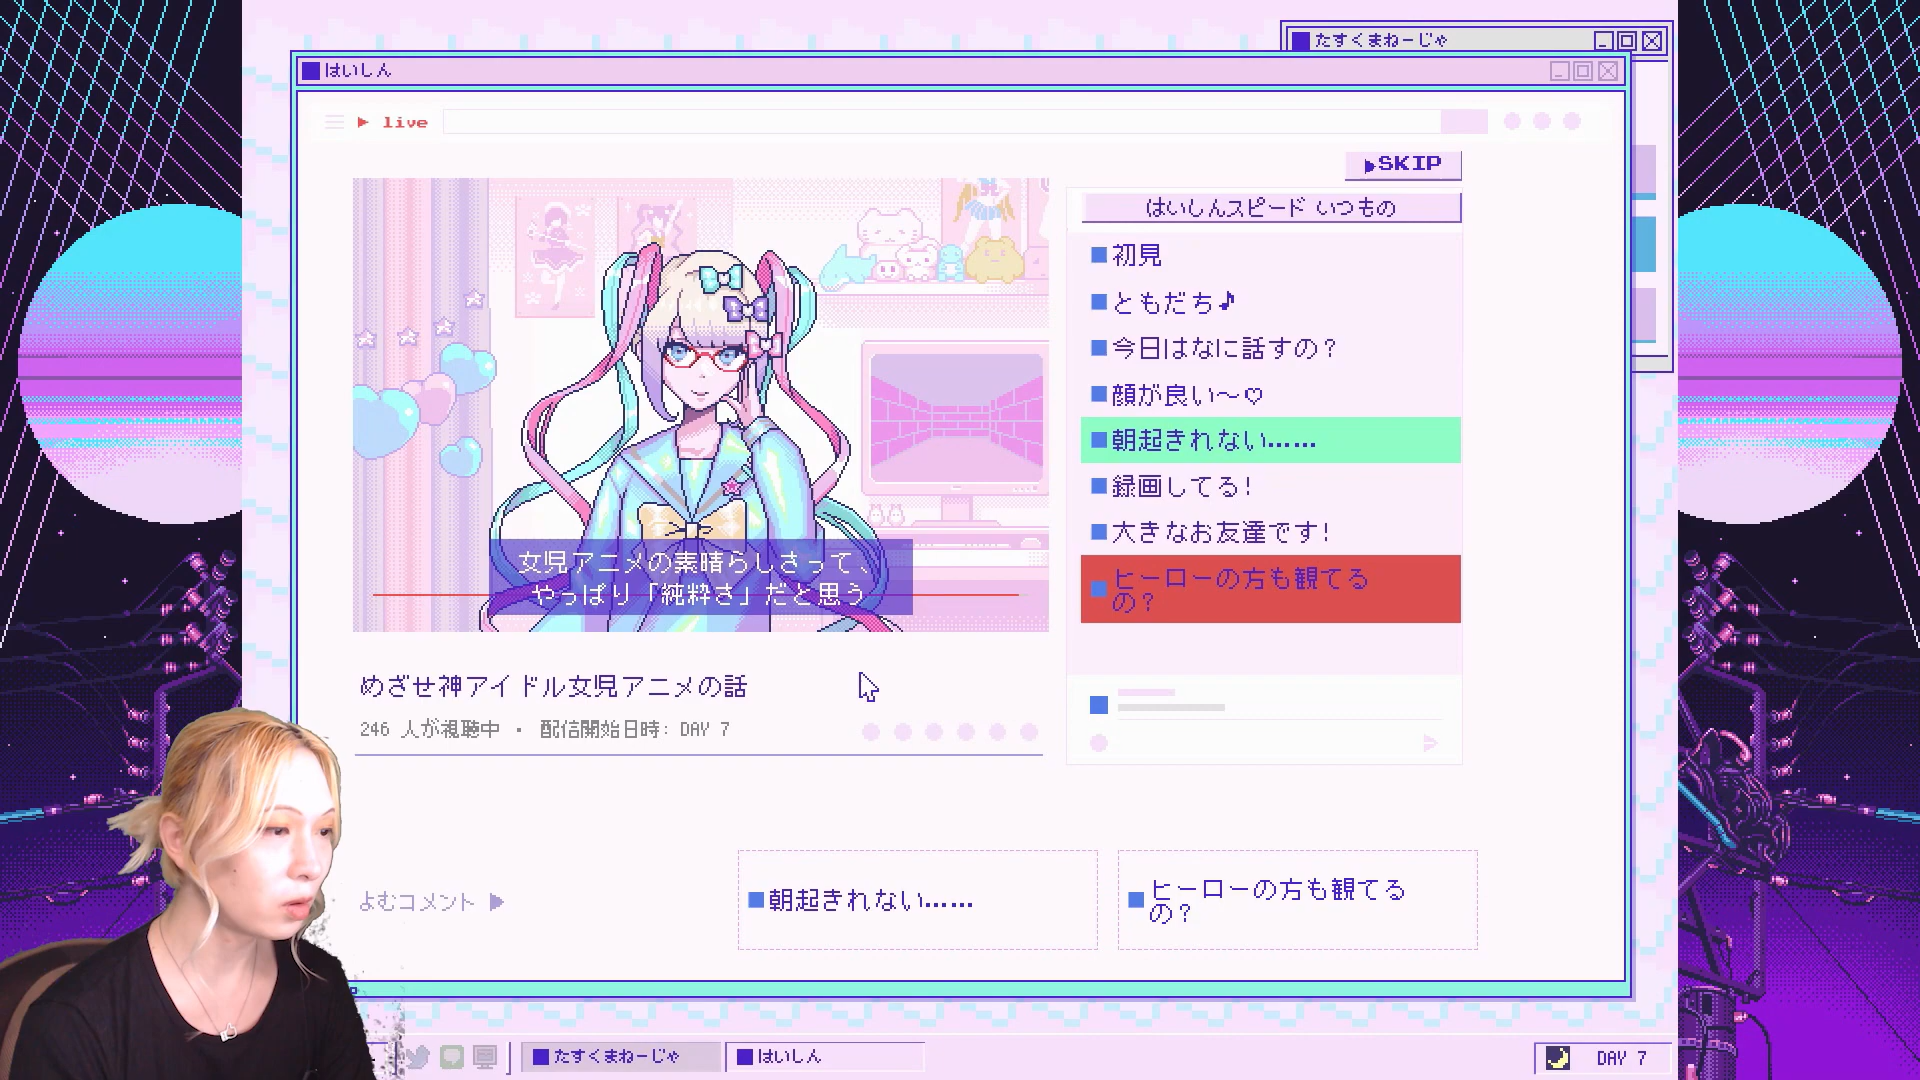 たすくまねーじゃ
はいしん
live
SKIP
はいしんスピード いつもの
初見
ともだち♪
今日はなに話すの？
顔が良い〜♡
朝起きれない……
録画してる！
大きなお友達です！
ヒーローの方も観てる
の？
女児アニメの素晴らしさって、
やっぱり「純粋さ」だと思う
めざせ神アイドル女児アニメの話
246 人が視聴中 ・ 配信開始日時: DAY 7
よむコメント ▶
朝起きれない……
ヒーローの方も観てる
の？
たすくまねーじゃ
はいしん
DAY 7